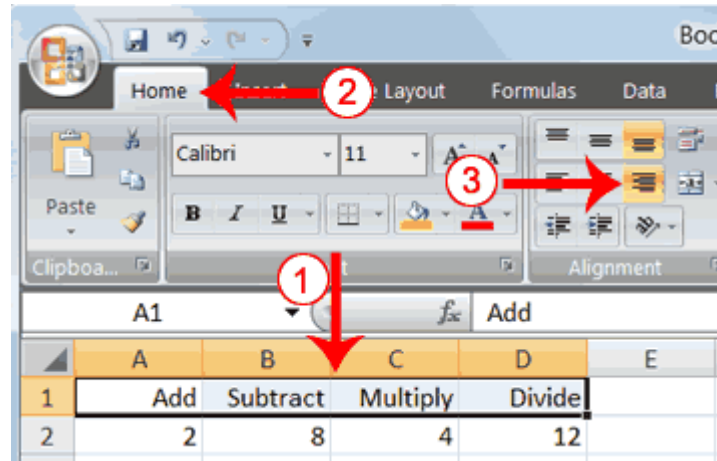 Boo
Home 2 Layout Formulas Data
Calibri 11 A A
3
Paste B I U A
Clipboa... Alignment
1
A1 fx Add
A B C D E
1 Add Subtract Multiply Divide
2 2 8 4 12